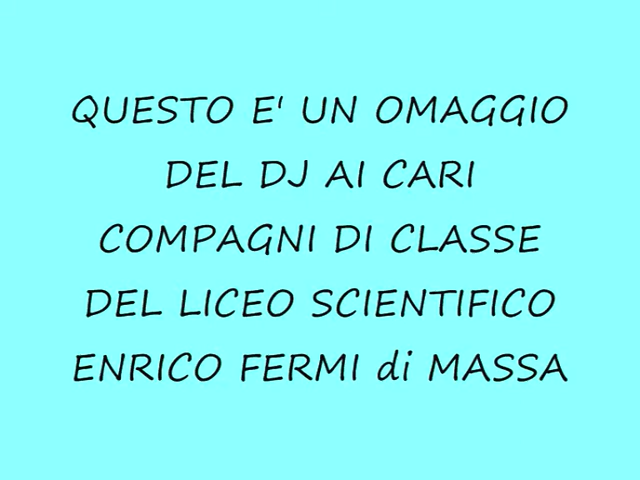 QUESTO E' UN OMAGGIO
DEL DJ AI CARI
COMPAGNI DI CLASSE
DEL LICEO SCIENTIFICO
ENRICO FERMI di MASSA